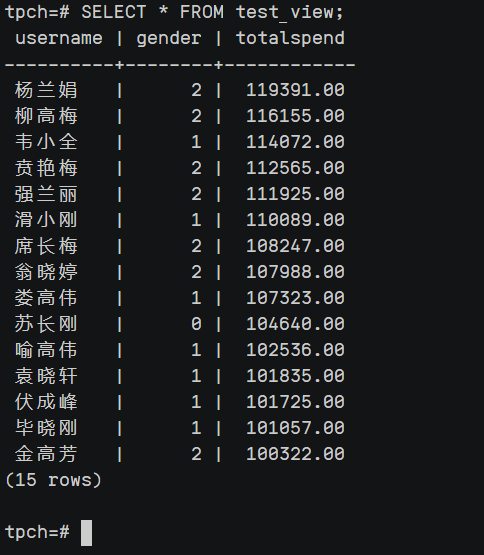 tpch=# SELECT * FROM test_view;
 username | gender | totalspend
----------+--------+------------
 杨兰娟   |      2 |  119391.00
 柳高梅   |      2 |  116155.00
 韦小全   |      1 |  114072.00
 贲艳梅   |      2 |  112565.00
 强兰丽   |      2 |  111925.00
 滑小刚   |      1 |  110089.00
 席长梅   |      2 |  108247.00
 翁晓婷   |      2 |  107988.00
 娄高伟   |      1 |  107323.00
 苏长刚   |      0 |  104640.00
 喻高伟   |      1 |  102536.00
 袁晓轩   |      1 |  101835.00
 伏成峰   |      1 |  101725.00
 毕晓刚   |      1 |  101057.00
 金高芳   |      2 |  100322.00
(15 rows)
tpch=#